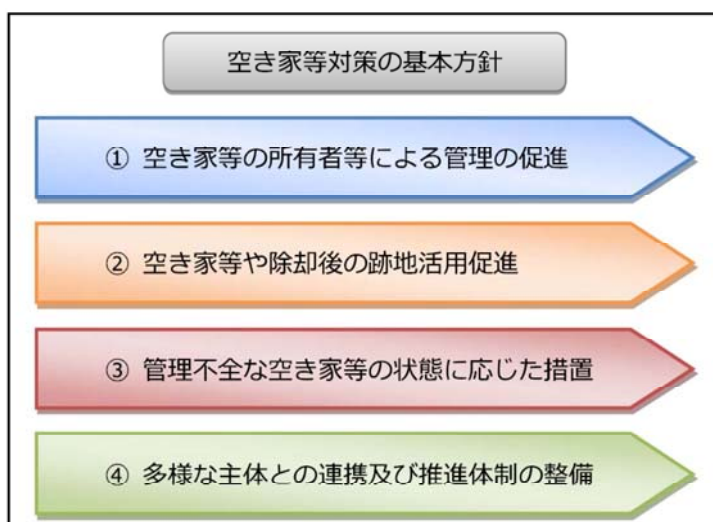 空き家等対策の基本方針
① 空き家等の所有者等による管理の促進
② 空き家等や除却後の跡地活用促進
③ 管理不全な空き家等の状態に応じた措置
④ 多様な主体との連携及び推進体制の整備